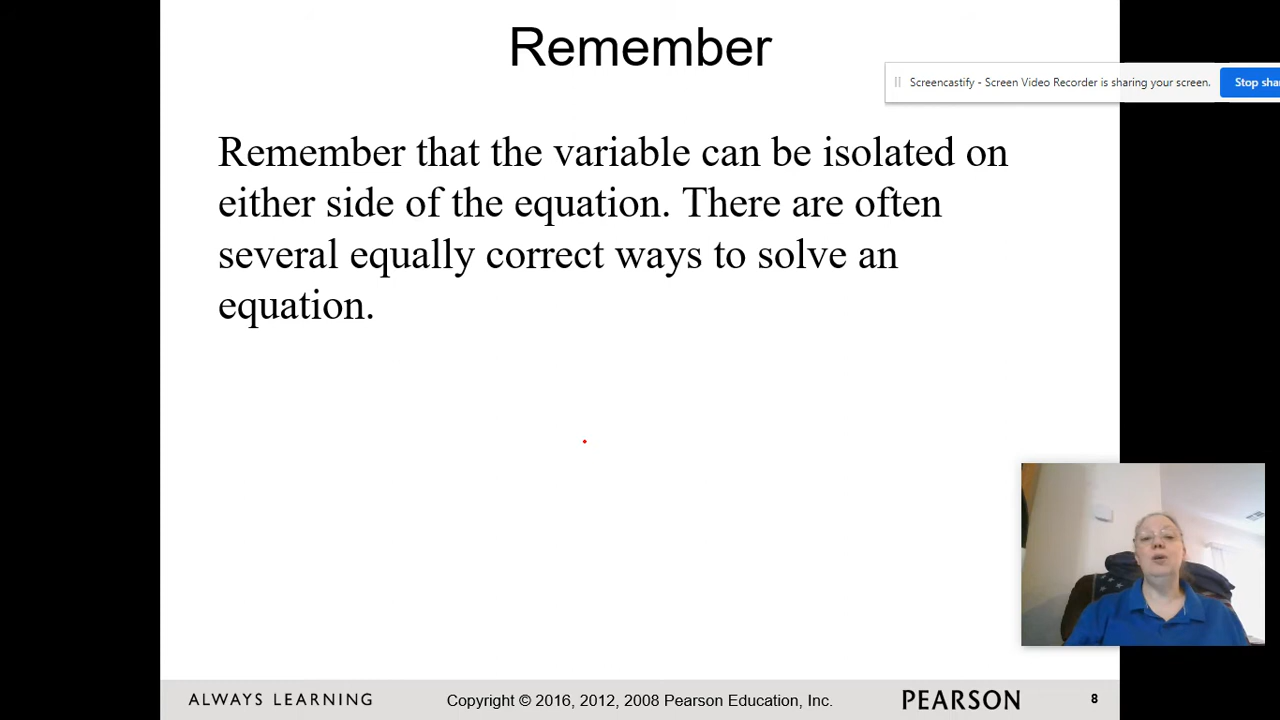 Remember
Screencastify - Screen Video Recorder is sharing your screen.
Stop sha
Remember that the variable can be isolated on
either side of the equation. There are often
several equally correct ways to solve an
equation.
ALWAYS LEARNING
Copyright © 2016, 2012, 2008 Pearson Education, Inc.
PEARSON
8